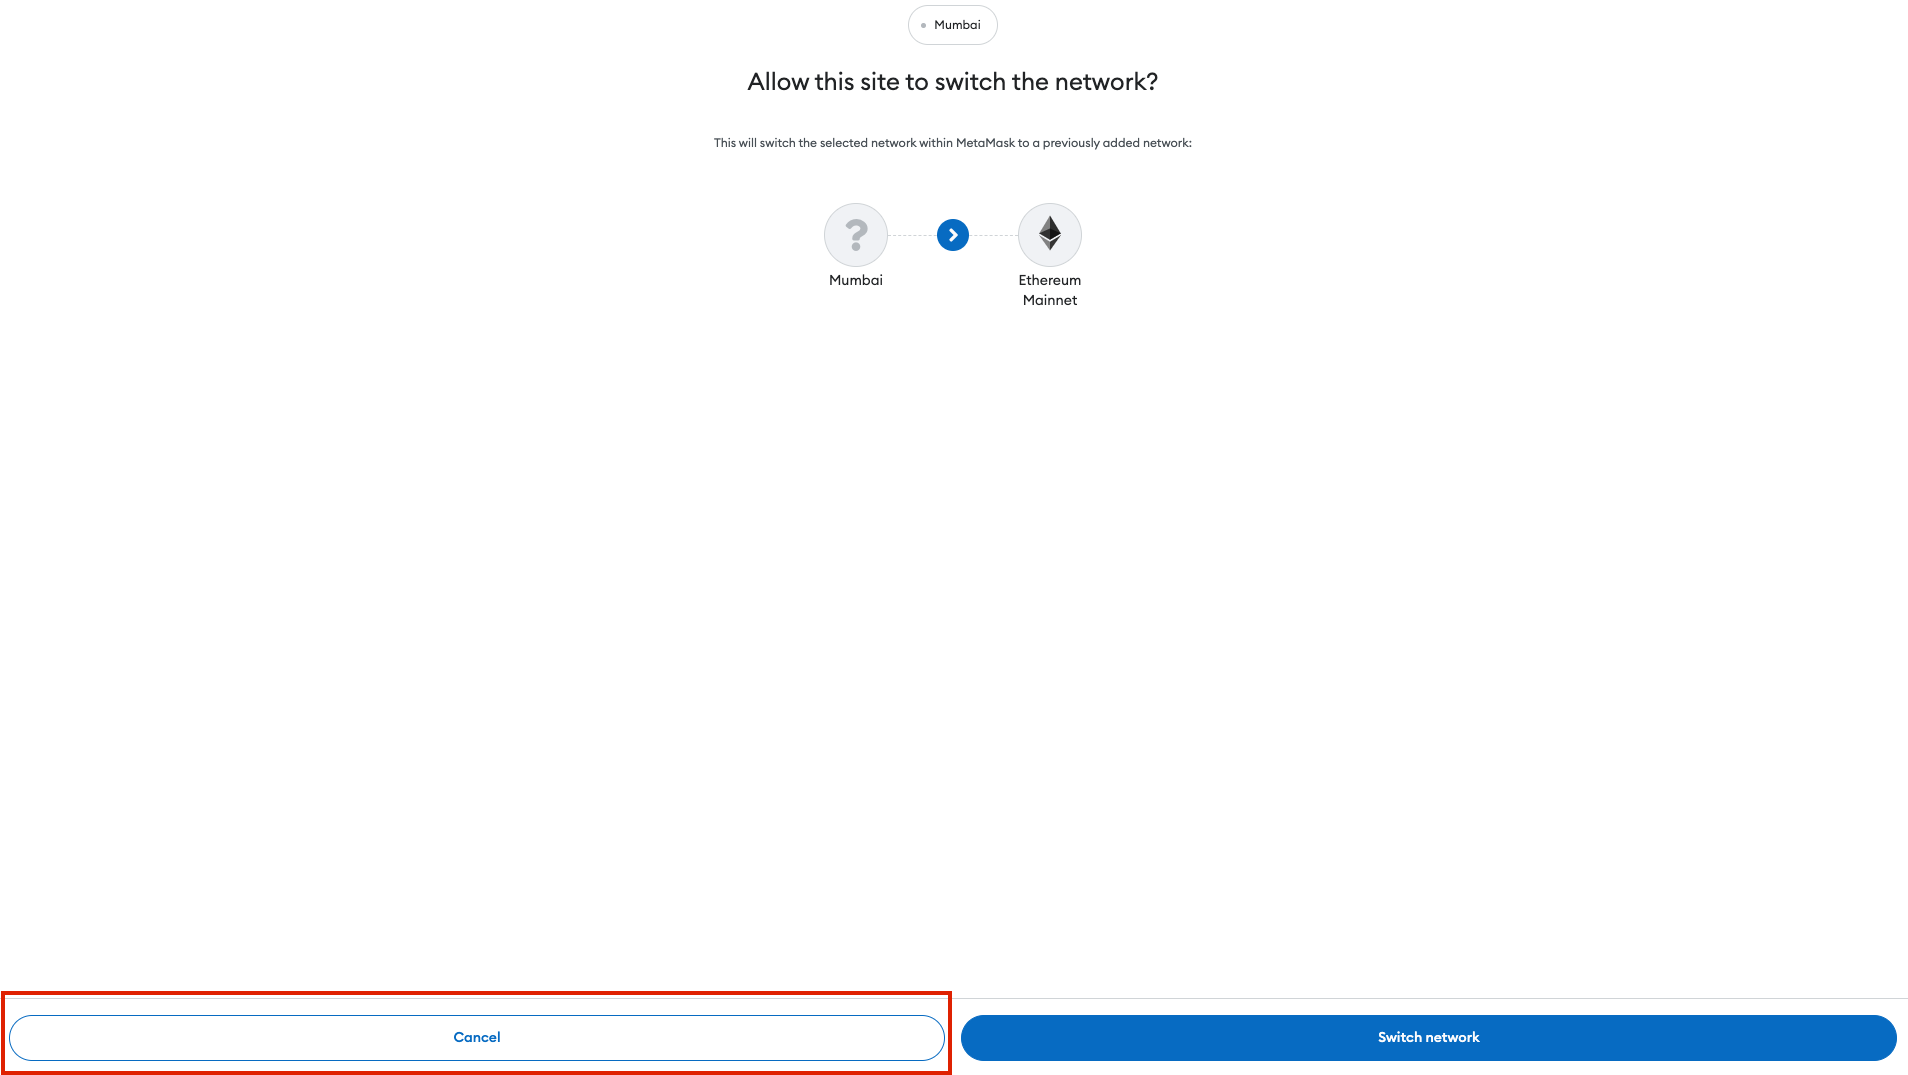 Mumbai
Allow this site to switch the network?
This will switch the selected network within MetaMask to a previously added network:
Mumbai
Ethereum
Mainnet
Cancel
Switch network